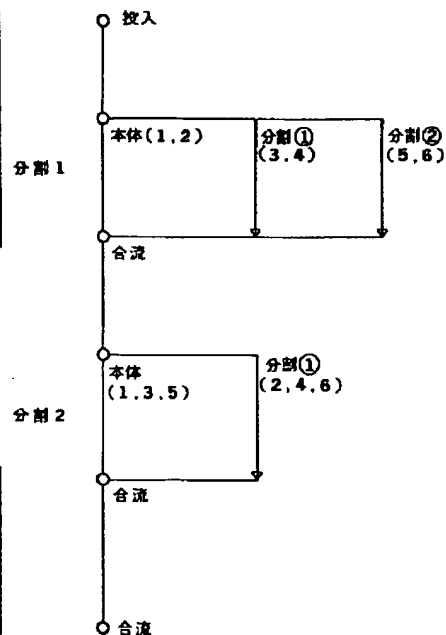 投入
本体(1,2)
分割①
(3,4)
分割②
(5,6)
分割1
合流
本体
(1,3,5)
分割①
(2,4,6)
分割2
合流
合流